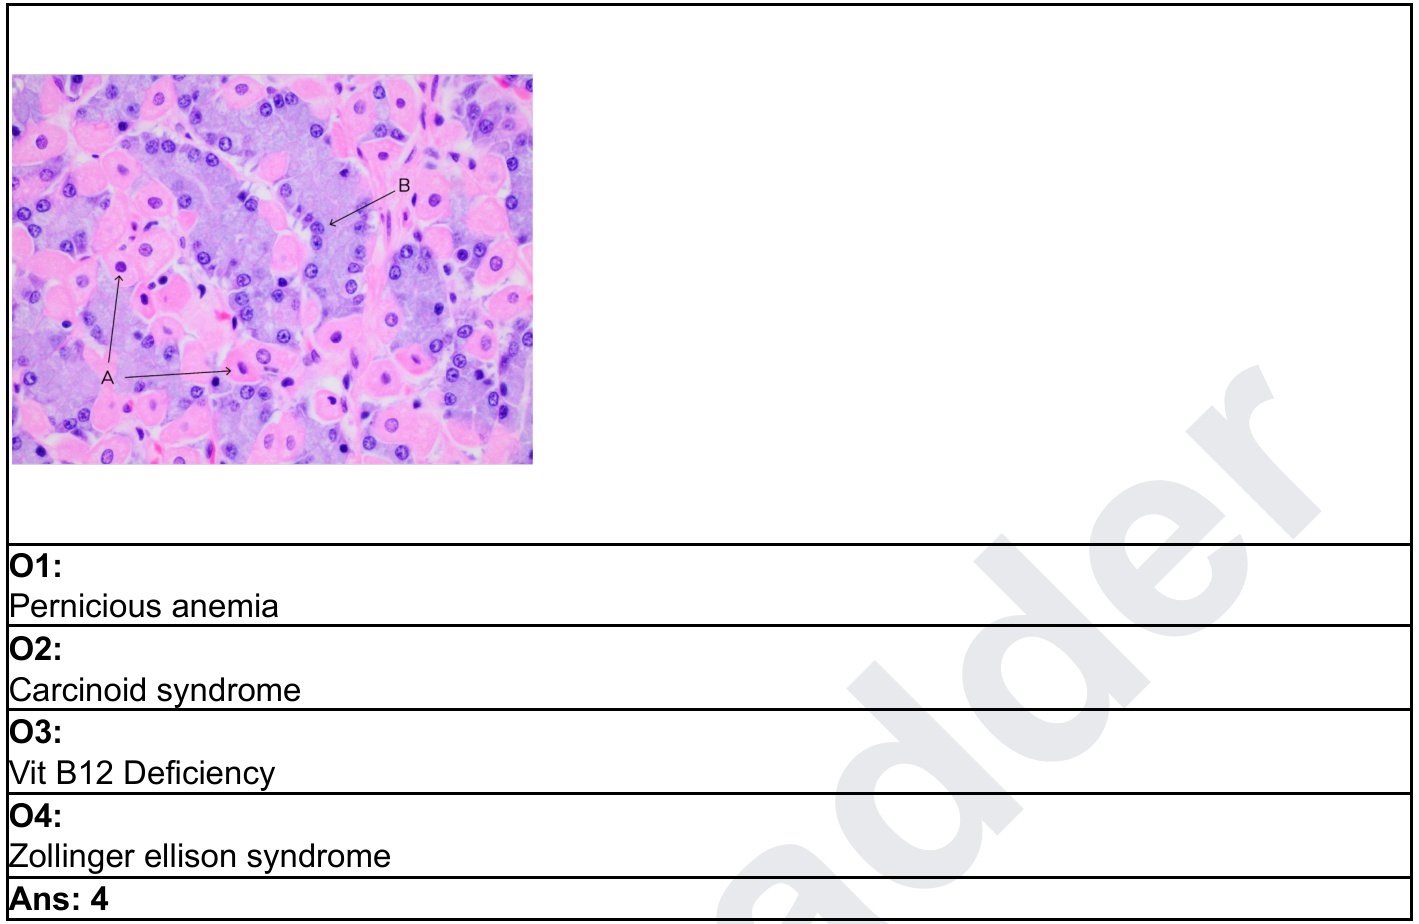 B
A
O1:
Pernicious anemia
O2:
Carcinoid syndrome
O3:
Vit B12 Deficiency
O4:
Zollinger ellison syndrome
Ans: 4
adder